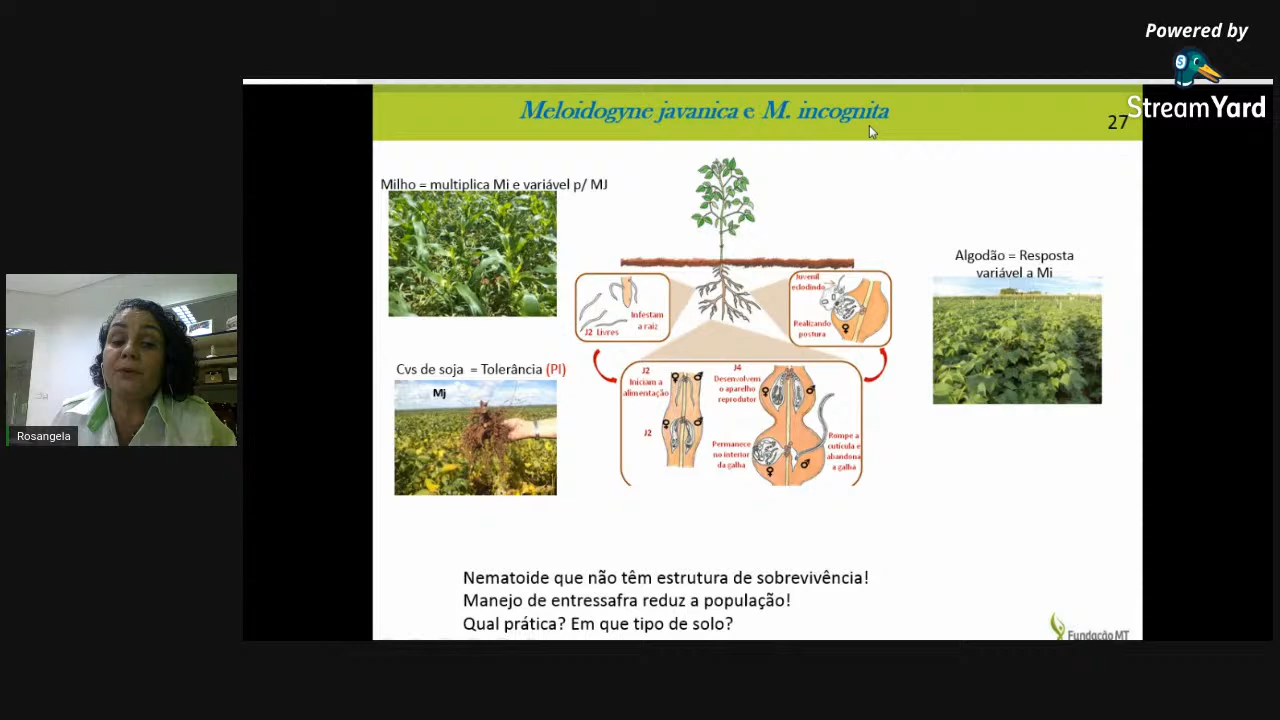 Powered by
StreamYard
Meloidogyne javanica e M. incognita
27
Milho = multiplica Mi e variável p/ MJ
Algodão = Resposta
variável a Mi
Juvenil
eclodindo
Realizando
postura
Infestam
a raiz
J2 Livres
Cvs de soja = Tolerância (PI)
Mj
J2
Iniciam a
alimentação
J2
J4
Desenvolvem
o aparelho
reprodutor
Permanece
no interior
da galha
Rompe a
cutícula e
abandona
a galha
Rosangela
Nematoide que não têm estrutura de sobrevivência!
Manejo de entressafra reduz a população!
Qual prática? Em que tipo de solo?
Fundação MT